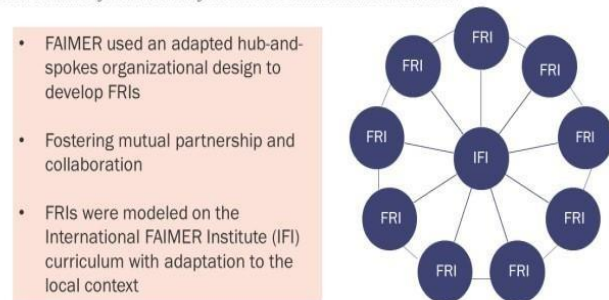 • FAIMER used an adapted hub-and-
spokes organizational design to
develop FRIs
• Fostering mutual partnership and
collaboration
• FRIs were modeled on the
International FAIMER Institute (IFI)
curriculum with adaptation to the
local context
FRI
FRI
FRI
FRI
FRI
IFI
FRI
FRI
FRI
FRI